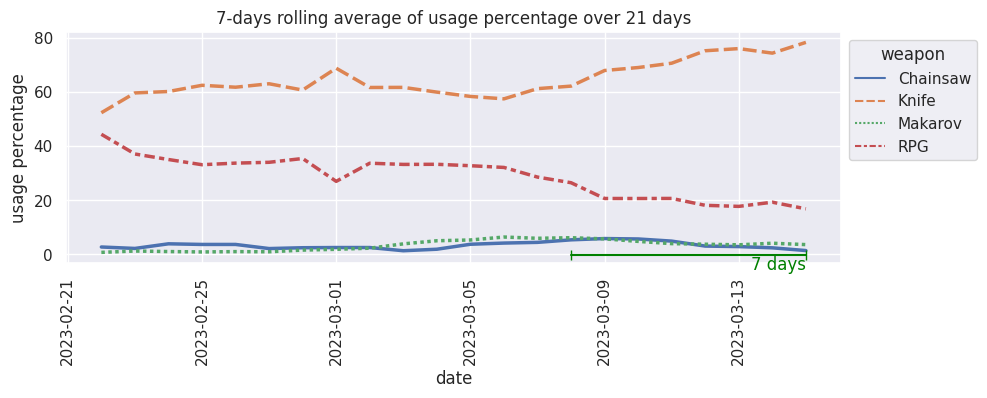 7-days rolling average of usage percentage over 21 days
usage percentage
80
60
40
20
0
7 days
2023-02-21
2023-02-25
2023-03-01
2023-03-05
2023-03-09
2023-03-13
date
weapon
Chainsaw
Knife
Makarov
RPG